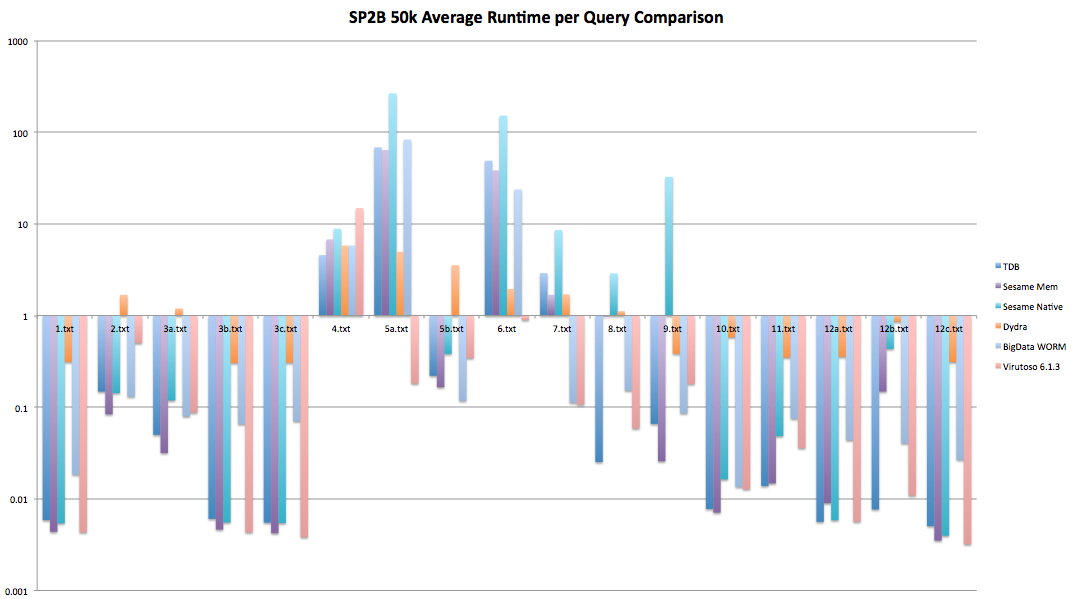 SP2B 50k Average Runtime per Query Comparison
1000
100
10
1
0.1
0.01
0.001
1.txt 2.txt 3a.txt 3b.txt 3c.txt 4.txt 5a.txt 5b.txt 6.txt 7.txt 8.txt 9.txt 10.txt 11.txt 12a.txt 12b.txt 12c.txt
TDB
Sesame Mem
Sesame Native
Dydra
BigData WORM
Virutoso 6.1.3